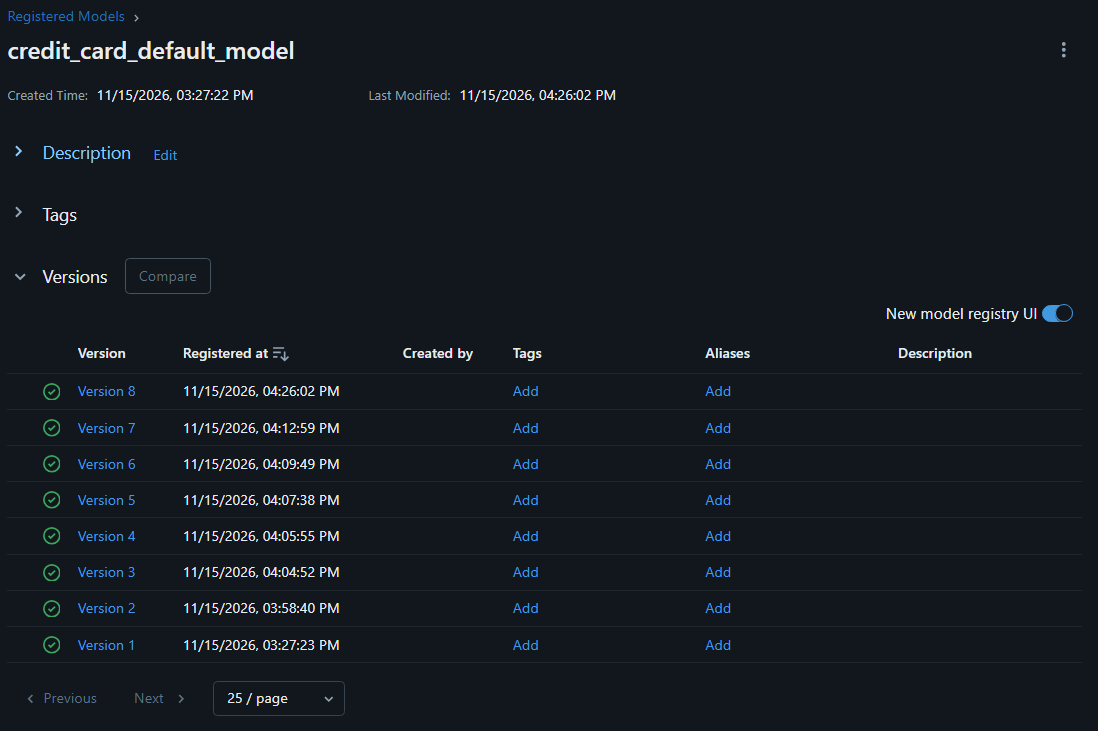 Registered Models
credit_card_default_model
Created Time: 11/15/2026, 03:27:22 PM Last Modified: 11/15/2026, 04:26:02 PM
Description Edit
Tags
Versions Compare
New model registry UI
Version Registered at Created by Tags Aliases Description
Version 8 11/15/2026, 04:26:02 PM Add Add
Version 7 11/15/2026, 04:12:59 PM Add Add
Version 6 11/15/2026, 04:09:49 PM Add Add
Version 5 11/15/2026, 04:07:38 PM Add Add
Version 4 11/15/2026, 04:05:55 PM Add Add
Version 3 11/15/2026, 04:04:52 PM Add Add
Version 2 11/15/2026, 03:58:40 PM Add Add
Version 1 11/15/2026, 03:27:23 PM Add Add
Previous Next 25 / page